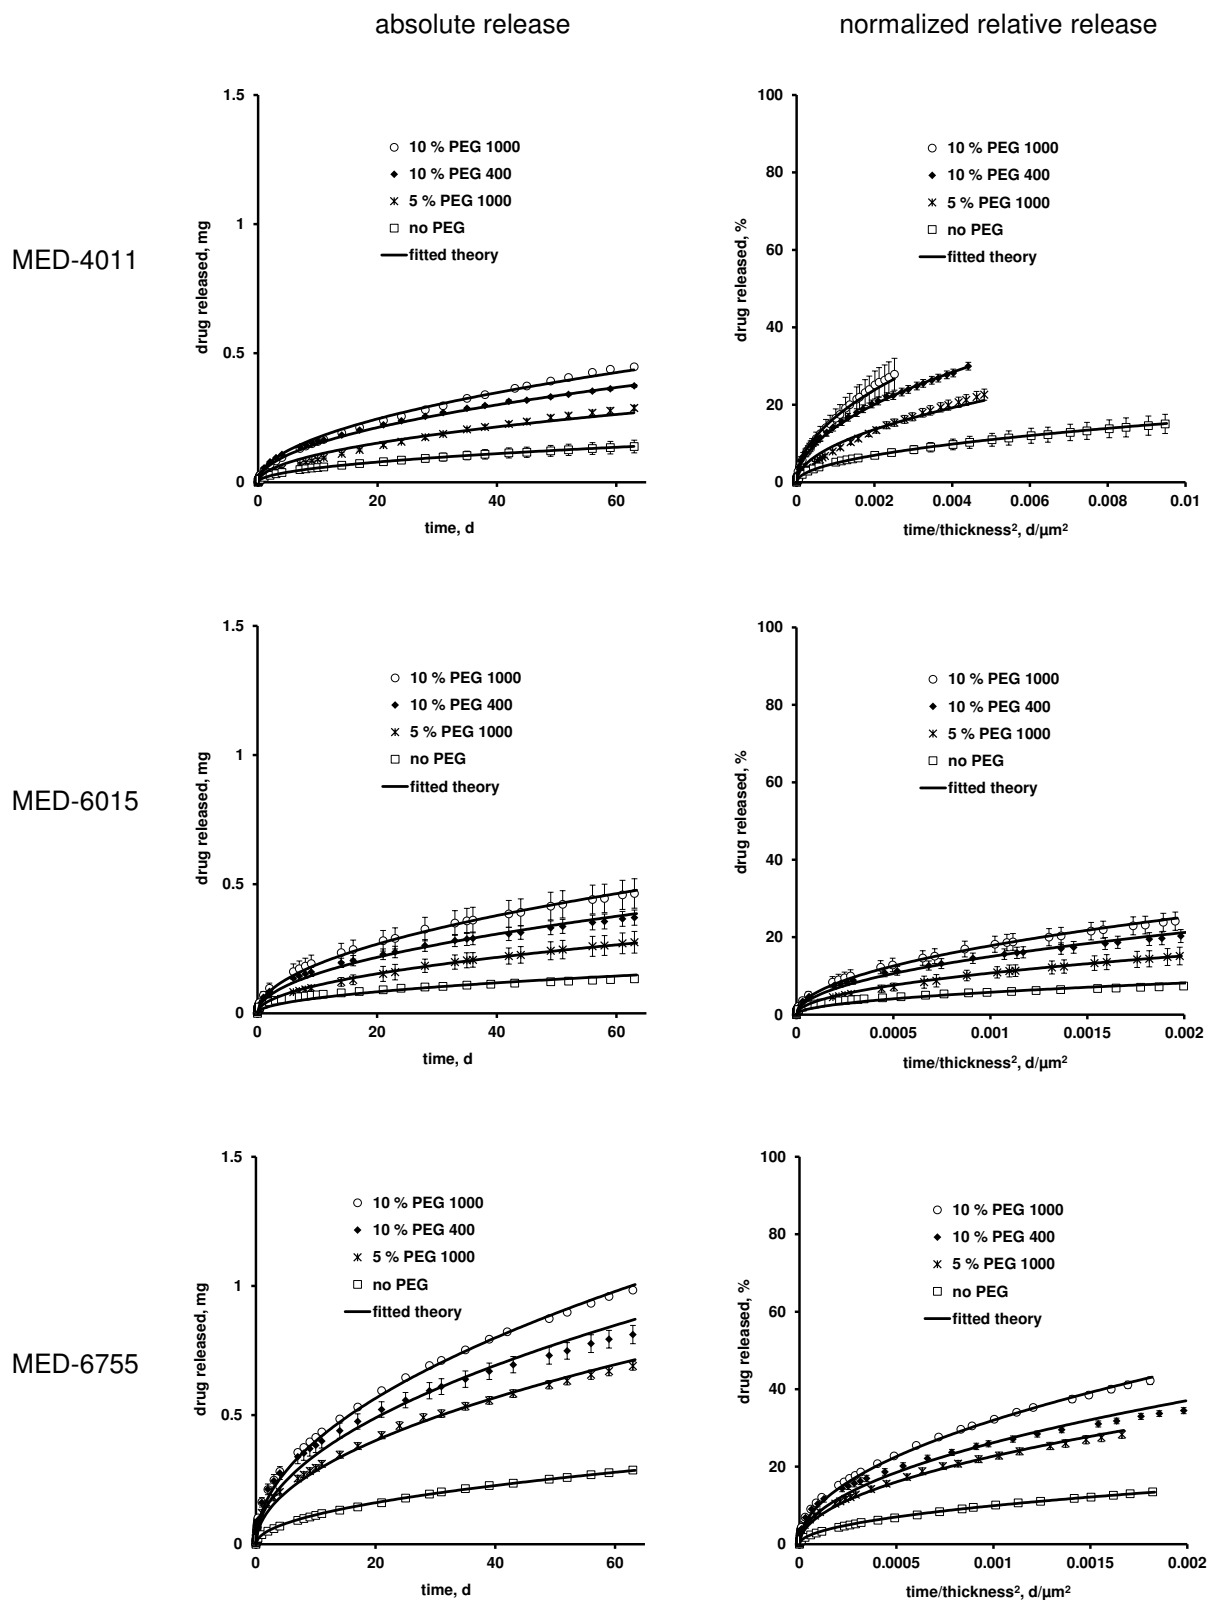 absolute release
normalized relative release
MED-4011
drug released, mg
1.5
1
0.5
0
0
20
40
60
time, d
10 % PEG 1000
10 % PEG 400
5 % PEG 1000
no PEG
fitted theory
drug released, %
100
80
60
40
20
0
0
0.002
0.004
0.006
0.008
0.01
time/thickness², d/µm²
10 % PEG 1000
10 % PEG 400
5 % PEG 1000
no PEG
fitted theory
MED-6015
drug released, mg
1.5
1
0.5
0
0
20
40
60
time, d
10 % PEG 1000
10 % PEG 400
5 % PEG 1000
no PEG
fitted theory
drug released, %
100
80
60
40
20
0
0
0.0005
0.001
0.0015
0.002
time/thickness², d/µm²
10 % PEG 1000
10 % PEG 400
5 % PEG 1000
no PEG
fitted theory
MED-6755
drug released, mg
1.5
1
0.5
0
0
20
40
60
time, d
10 % PEG 1000
10 % PEG 400
5 % PEG 1000
no PEG
fitted theory
drug released, %
100
80
60
40
20
0
0
0.0005
0.001
0.0015
0.002
time/thickness², d/µm²
10 % PEG 1000
10 % PEG 400
5 % PEG 1000
no PEG
fitted theory